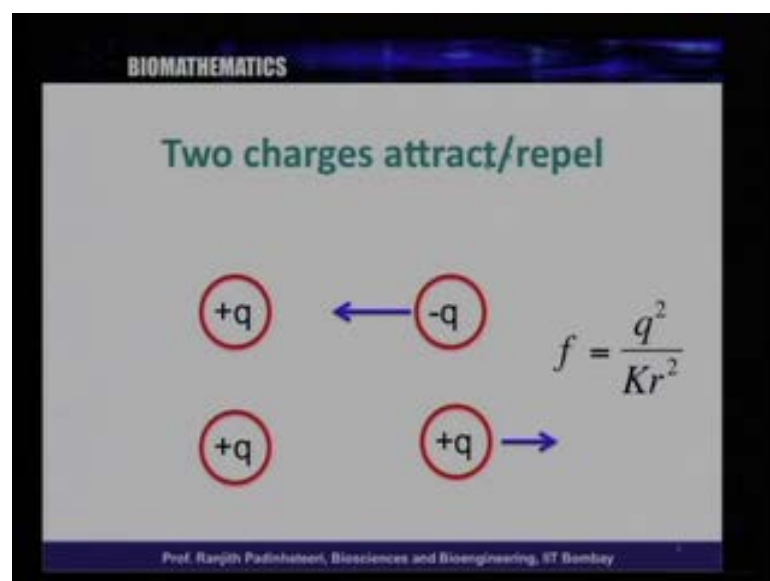 BIOMATHEMATICS
Two charges attract/repel
+q -q
f = q² / Kr²
+q +q
Prof. Ranjith Padinhateeri, Biosciences and Bioengineering, IIT Bombay